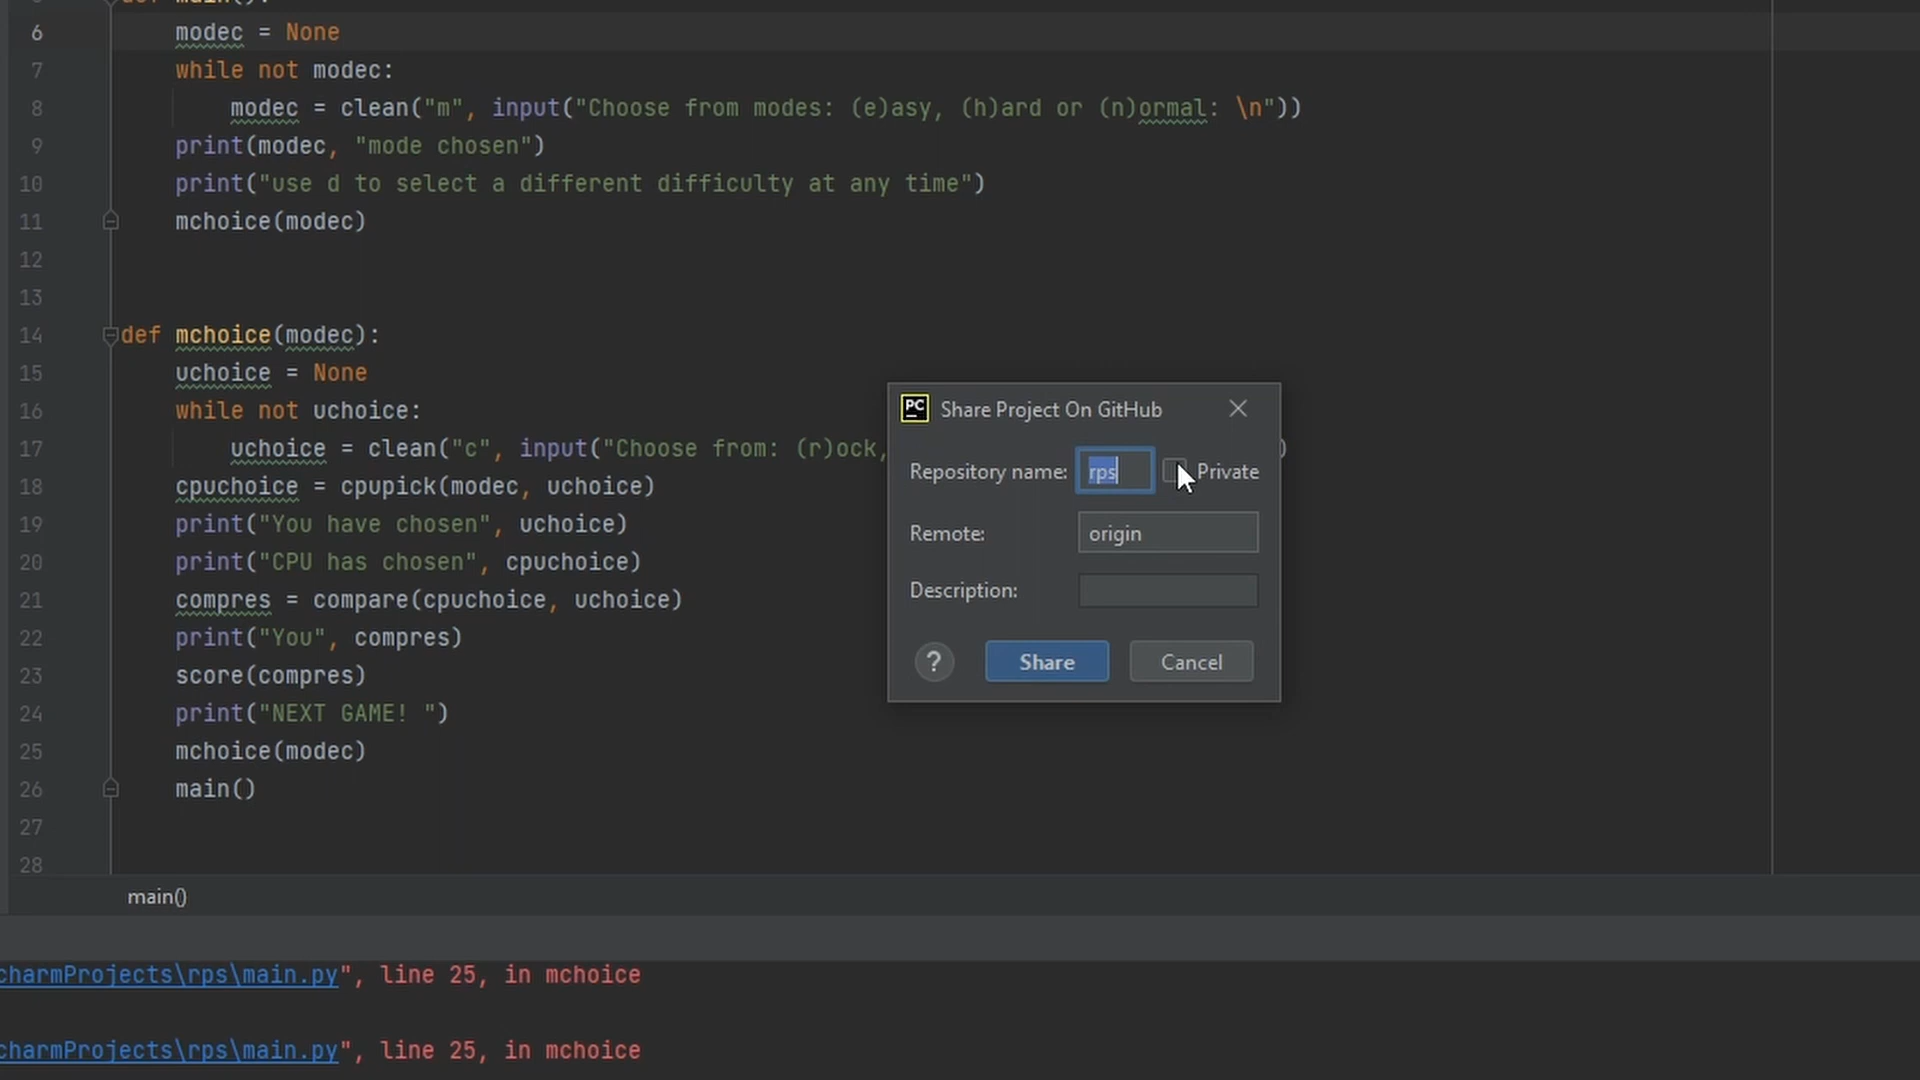 6 modec = None
7 while not modec:
8 modec = clean("m", input("Choose from modes: (e)asy, (h)ard or (n)ormal: \n"))
9 print(modec, "mode chosen")
10 print("use d to select a different difficulty at any time")
11 mchoice(modec)
12
13
14 def mchoice(modec):
15 uchoice = None
16 while not uchoice:
17 uchoice = clean("c", input("Choose from: (r)ock,
18 cpuchoice = cpupick(modec, uchoice)
19 print("You have chosen", uchoice)
20 print("CPU has chosen", cpuchoice)
21 compres = compare(cpuchoice, uchoice)
22 print("You", compres)
23 score(compres)
24 print("NEXT GAME! ")
25 mchoice(modec)
26 main()
27
28
PC Share Project On GitHub
Repository name: rps Private
Remote: origin
Description:
? Share Cancel
main()
charmProjects\rps\main.py", line 25, in mchoice
charmProjects\rps\main.py", line 25, in mchoice